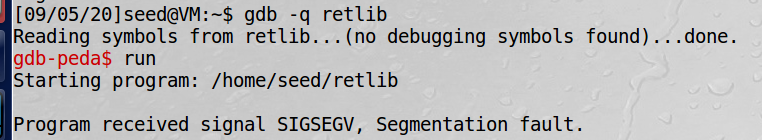 [09/05/20]seed@VM:~$ gdb -q retlib
Reading symbols from retlib...(no debugging symbols found)...done.
gdb-peda$ run
Starting program: /home/seed/retlib
Program received signal SIGSEGV, Segmentation fault.